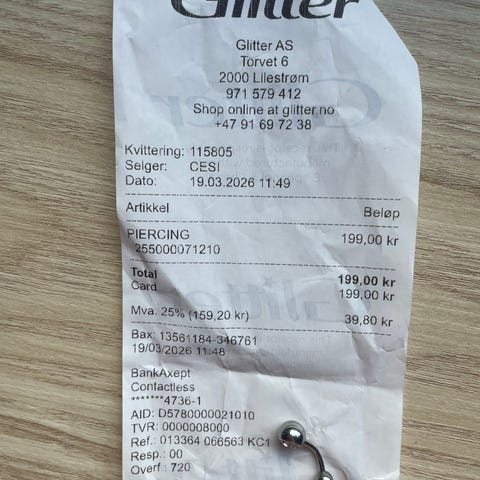 Glitter
Glitter AS
Torvet 6
2000 Lillestrøm
971 579 412
Shop online at glitter.no
+47 91 69 72 38
Kvittering: 115805
Selger: CESI
Dato: 19.03.2026 11:49
Artikkel Beløp
PIERCING 199,00 kr
255000071210
Total 199,00 kr
Card 199,00 kr
Mva. 25% (159,20 kr) 39,80 kr
Bax: 13561184-346761
19/03/2026 11:48
BankAxept
Contactless
*******4736-1
AID: D5780000021010
TVR: 0000008000
Ref.: 013364 066563 KC1
Resp.: 00
Overf.: 720